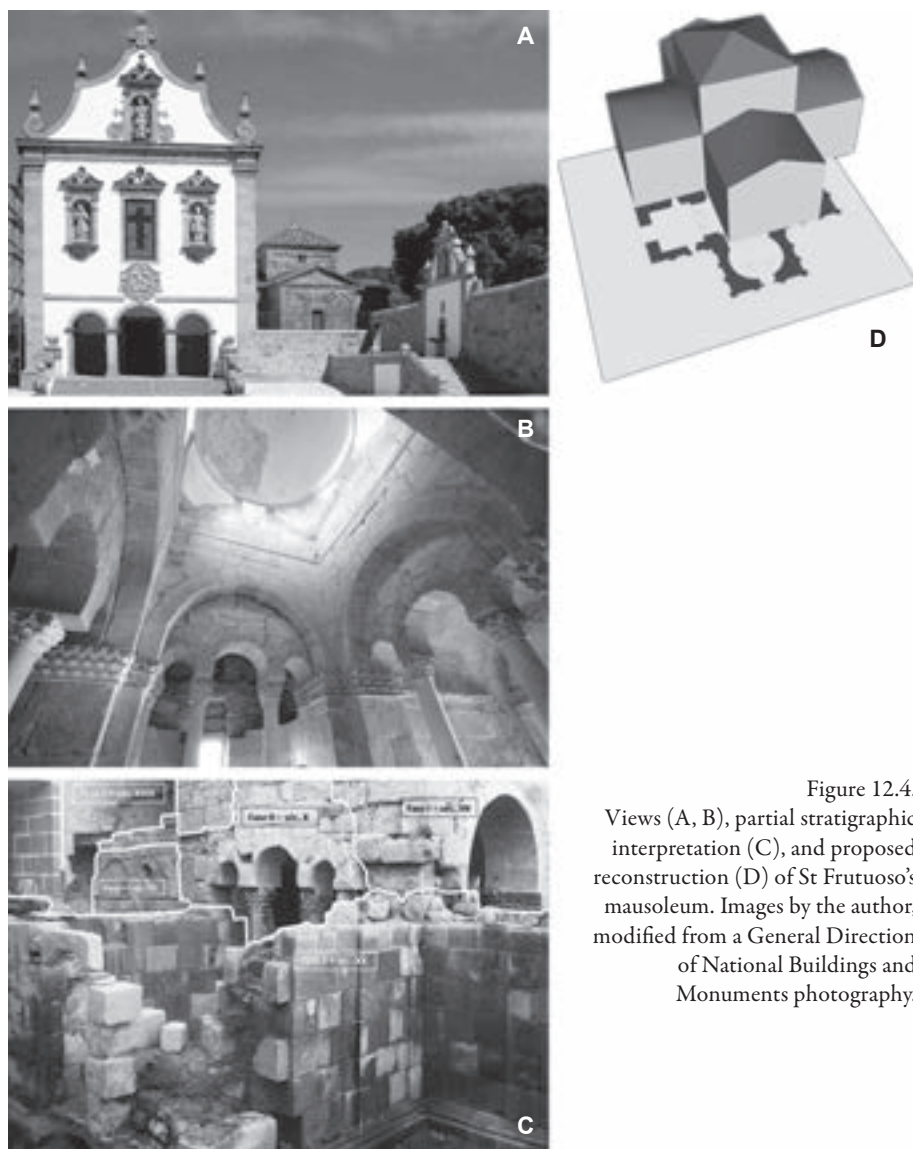 A
D
B
Figure 12.4.
Views (A, B), partial stratigraphic
interpretation (C), and proposed
reconstruction (D) of St Frutuoso's
mausoleum. Images by the author,
modified from a General Direction
of National Buildings and
Monuments photography.
C